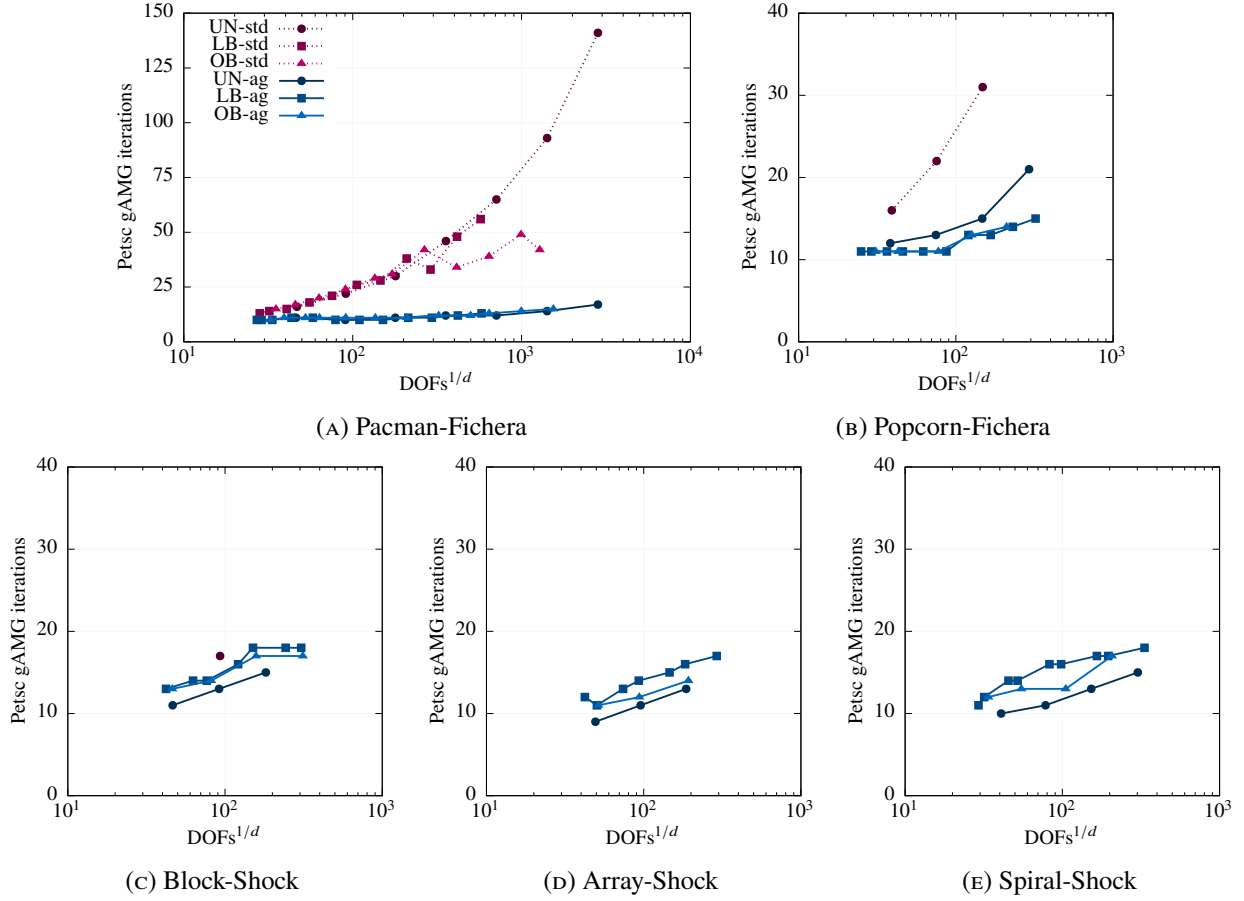 150
125
100
75
50
25
0
Petsc gAMG iterations
UN-std
LB-std
OB-std
UN-ag
LB-ag
OB-ag
10^1 10^2 10^3 10^4
DOFs^{1/d}
(A) Pacman-Fichera
40
30
20
10
0
Petsc gAMG iterations
10^1 10^2 10^3
DOFs^{1/d}
(B) Popcorn-Fichera
40
30
20
10
0
Petsc gAMG iterations
10^1 10^2 10^3
DOFs^{1/d}
(C) Block-Shock
40
30
20
10
0
Petsc gAMG iterations
10^1 10^2 10^3
DOFs^{1/d}
(D) Array-Shock
40
30
20
10
0
Petsc gAMG iterations
10^1 10^2 10^3
DOFs^{1/d}
(E) Spiral-Shock